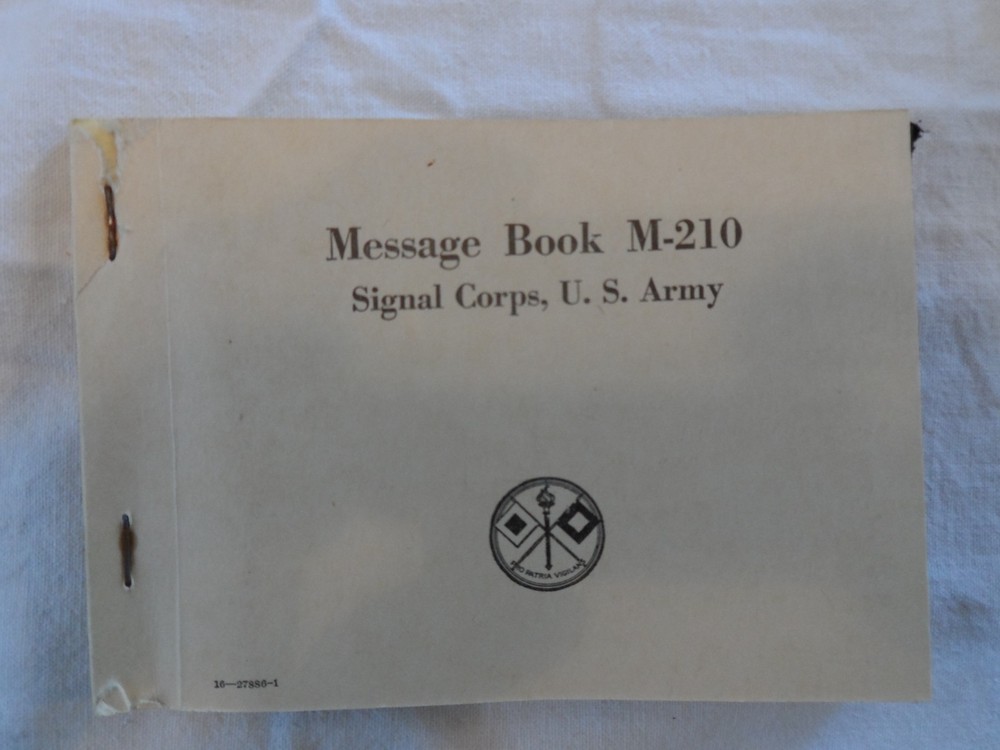 Message Book M-210
Signal Corps, U. S. Army
PRO PATRIA VIGILANS
16—27886-1